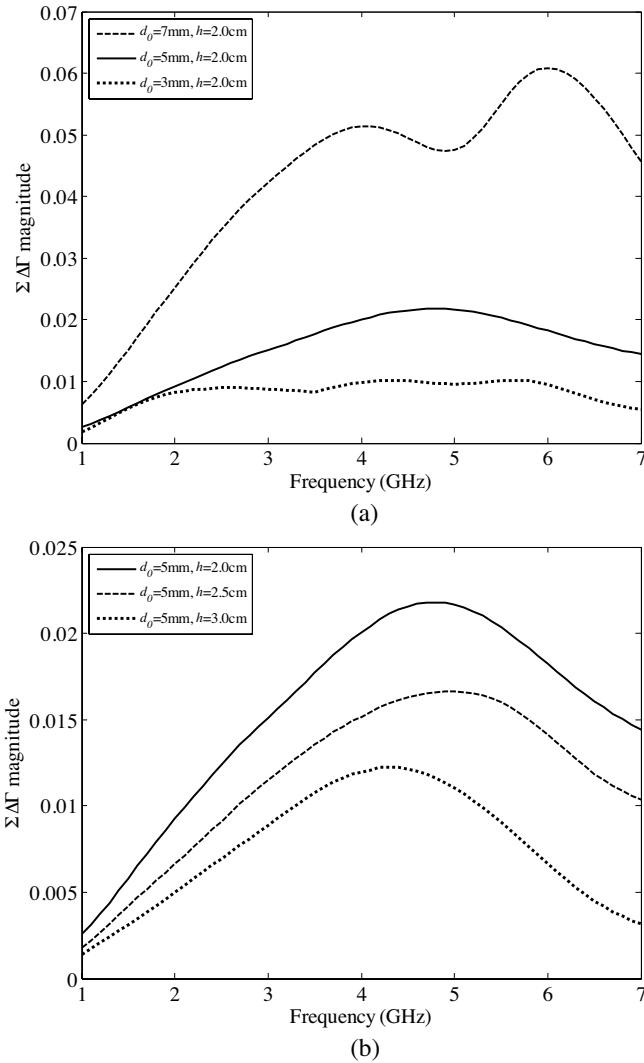 0.07
d0=7mm, h=2.0cm
d0=5mm, h=2.0cm
d0=3mm, h=2.0cm
0.06
0.05
0.04
0.03
0.02
0.01
0
Σ ΔΓ magnitude
1 2 3 4 5 6 7
Frequency (GHz)
(a)
0.025
d0=5mm, h=2.0cm
d0=5mm, h=2.5cm
d0=5mm, h=3.0cm
0.02
0.015
0.01
0.005
0
Σ ΔΓ magnitude
1 2 3 4 5 6 7
Frequency (GHz)
(b)